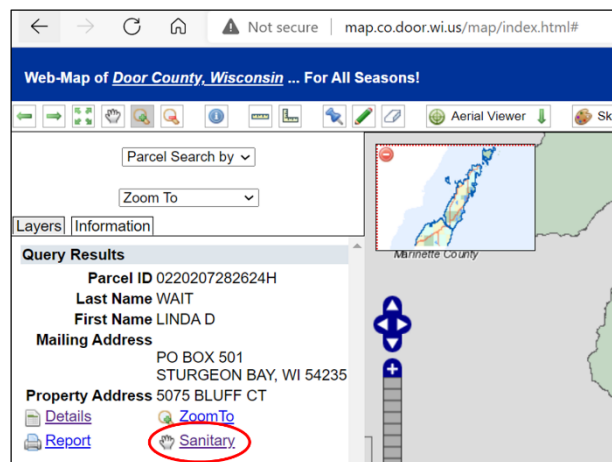 Not secure | map.co.door.wi.us/map/index.html#
Web-Map of Door County, Wisconsin ... For All Seasons!
Aerial Viewer
Sk
Parcel Search by
Zoom To
Layers Information
Query Results
Parcel ID 0220207282624H
Last Name WAIT
First Name LINDA D
Mailing Address
PO BOX 501
STURGEON BAY, WI 54235
Property Address 5075 BLUFF CT
Details ZoomTo
Report Sanitary
Marinette County